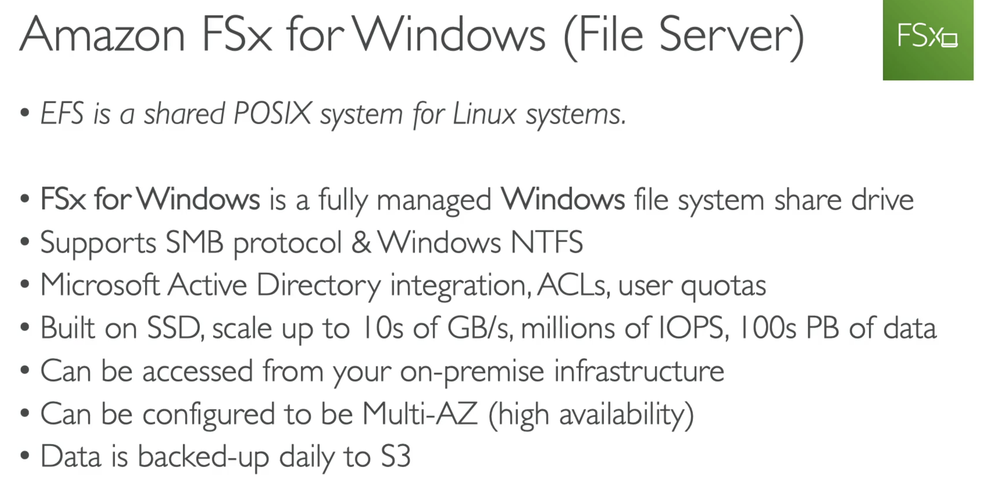 Amazon FSx for Windows (File Server)
FSx
• EFS is a shared POSIX system for Linux systems.
• FSx for Windows is a fully managed Windows file system share drive
• Supports SMB protocol & Windows NTFS
• Microsoft Active Directory integration, ACLs, user quotas
• Built on SSD, scale up to 10s of GB/s, millions of IOPS, 100s PB of data
• Can be accessed from your on-premise infrastructure
• Can be configured to be Multi-AZ (high availability)
• Data is backed-up daily to S3